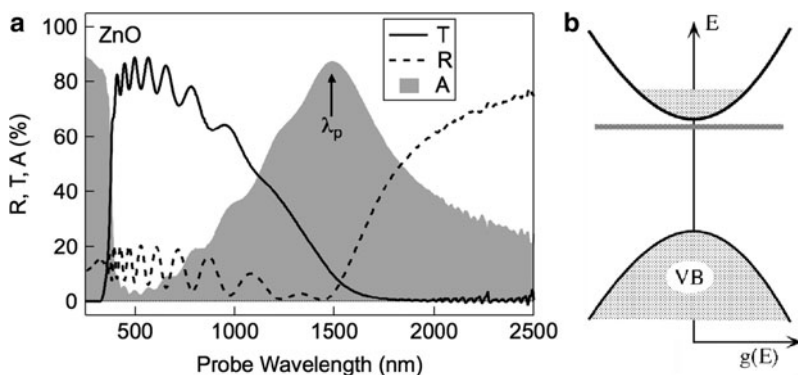 a
ZnO
T
R
A
λp
R, T, A (%)
100
80
60
40
20
0
500
1000
1500
2000
2500
Probe Wavelength (nm)
b
E
VB
g(E)